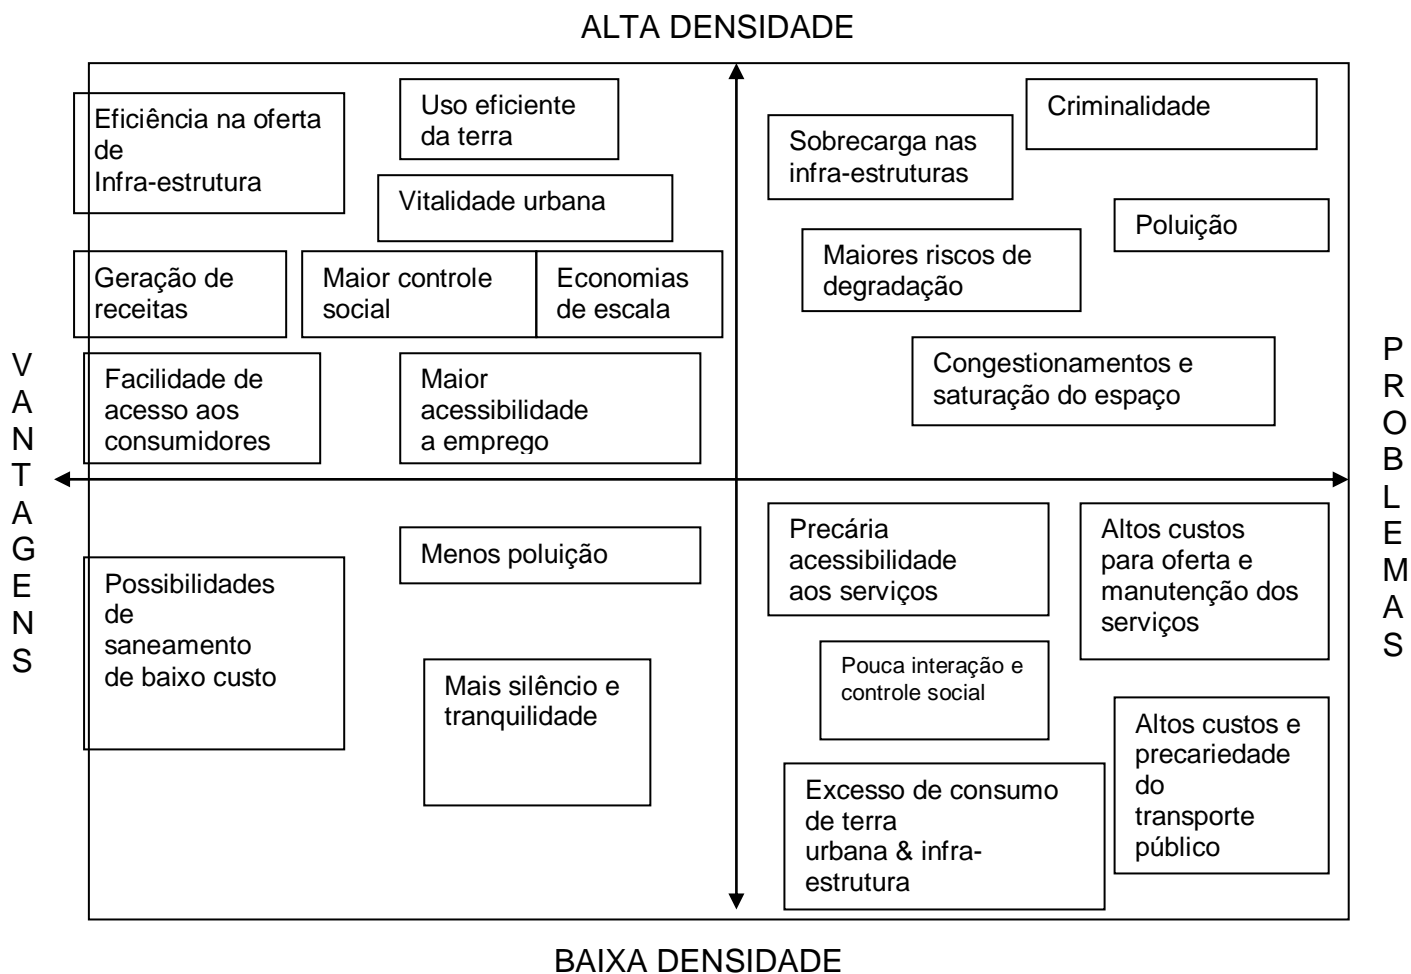 ALTA DENSIDADE
Eficiência na oferta
de
Infra-estrutura
Uso eficiente
da terra
Vitalidade urbana
Geração de
receitas
Maior controle
social
Economias
de escala
Facilidade de
acesso aos
consumidores
Maior
acessibilidade
a emprego
Criminalidade
Sobrecarga nas
infra-estruturas
Poluição
Maiores riscos de
degradação
Congestionamentos e
saturação do espaço
V
A
N
T
A
G
E
N
S
P
R
O
B
L
E
M
A
S
Menos poluição
Possibilidades
de
saneamento
de baixo custo
Mais silêncio e
tranquilidade
Precária
acessibilidade
aos serviços
Altos custos
para oferta e
manutenção dos
serviços
Pouca interação e
controle social
Altos custos e
precariedade
do
transporte
público
Excesso de consumo
de terra
urbana & infra-
estrutura
BAIXA DENSIDADE